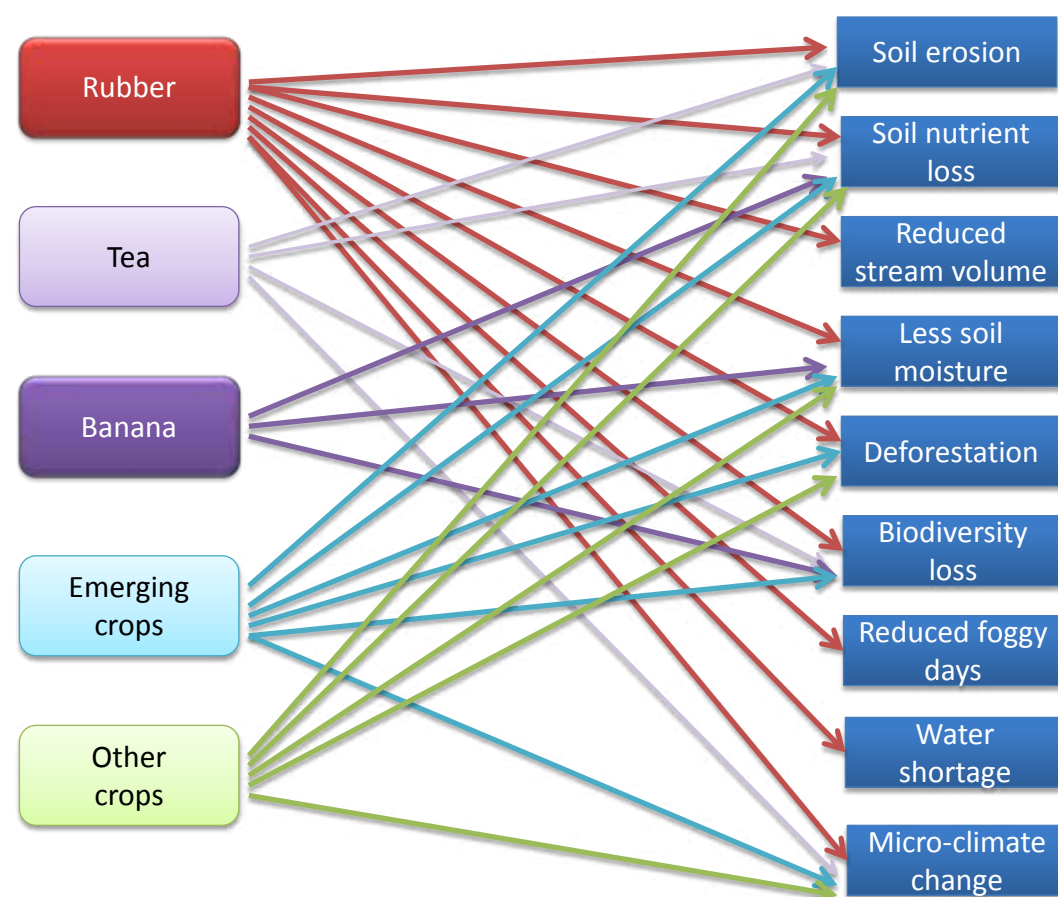 Rubber
Tea
Banana
Emerging
crops
Other
crops
Soil erosion
Soil nutrient
loss
Reduced
stream volume
Less soil
moisture
Deforestation
Biodiversity
loss
Reduced foggy
days
Water
shortage
Micro-climate
change